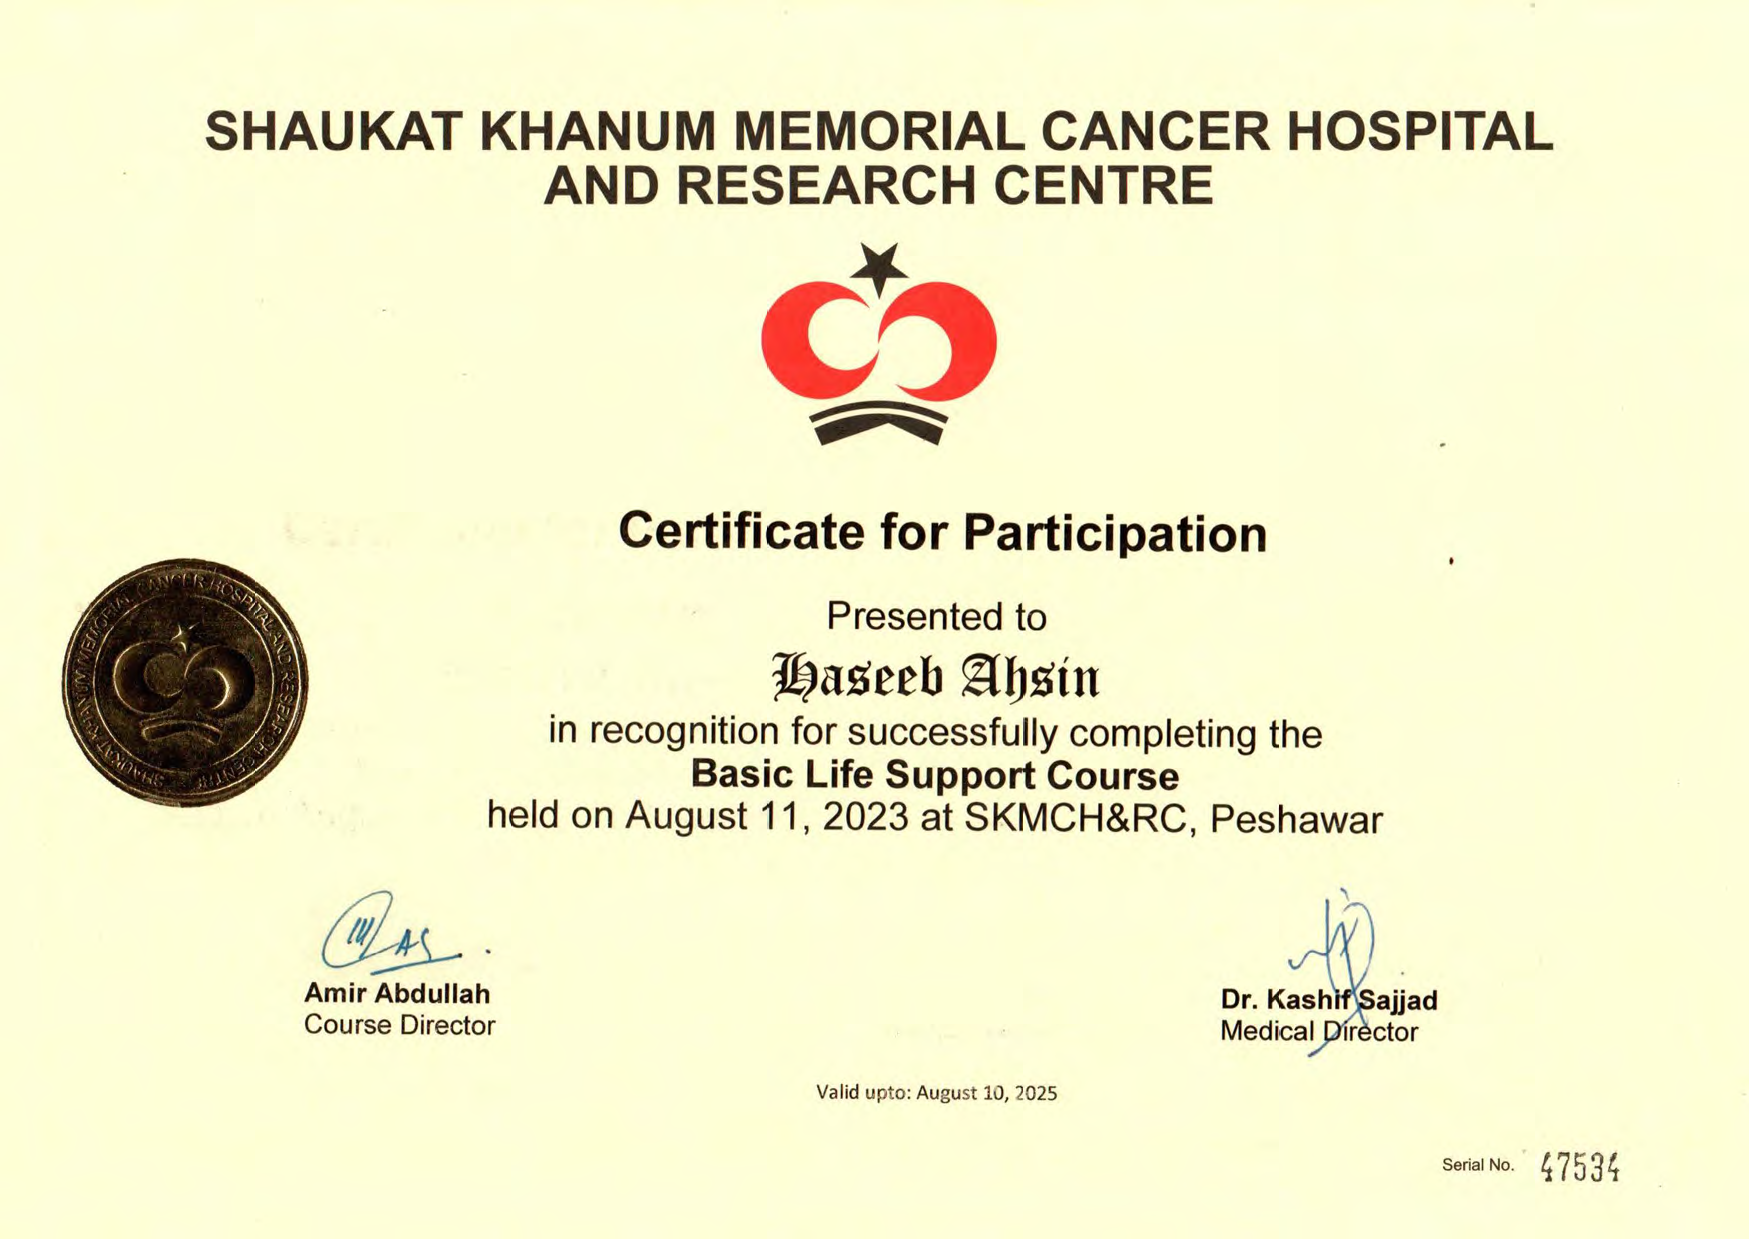 SHAUKAT KHANUM MEMORIAL CANCER HOSPITAL
AND RESEARCH CENTRE
Certificate for Participation
Presented to
Haseeb Ahsin
in recognition for successfully completing the
Basic Life Support Course
held on August 11, 2023 at SKMCH&RC, Peshawar
SHAUKAT KHANUM MEMORIAL CANCER HOSPITAL AND RESEARCH CENTRE
Amir Abdullah
Course Director
Dr. Kashif Sajjad
Medical Director
Valid upto: August 10, 2025
Serial No. 47534